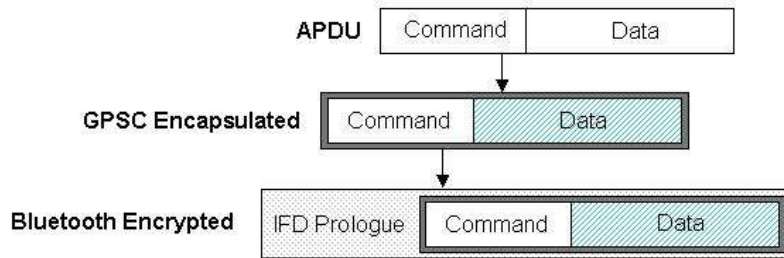 APDU Command Data
GPSC Encapsulated Command Data
Bluetooth Encrypted IFD Prologue Command Data